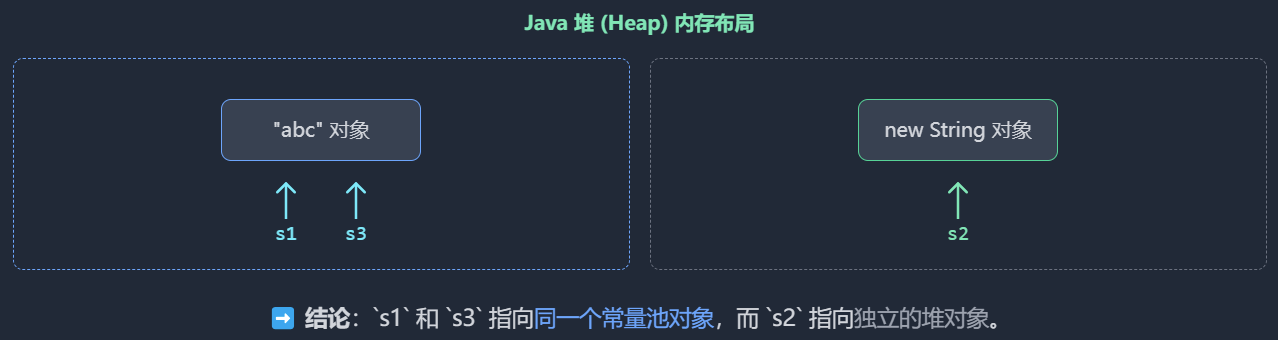 Java 堆 (Heap) 内存布局
"abc" 对象
new String 对象
s1 s3
s2
➡️ 结论：`s1` 和 `s3` 指向同一个常量池对象，而 `s2` 指向独立的堆对象。